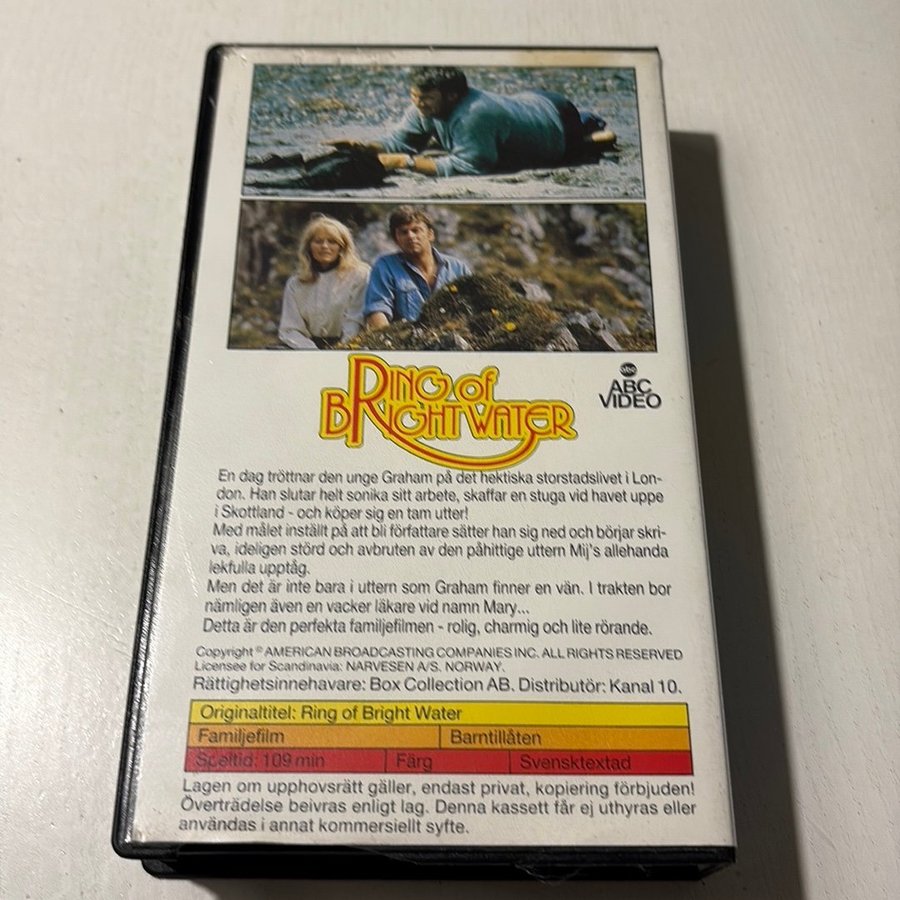 RING of
BRIGHT WATER
abc
ABC
VIDEO
En dag tröttnar den unge Graham på det hektiska storstadslivet i Lon-
don. Han slutar helt sonika sitt arbete, skaffar en stuga vid havet uppe
i Skottland - och köper sig en tam utter!
Med målet inställt på att bli författare sätter han sig ned och börjar skri-
va, ideligen störd och avbruten av den påhittige uttern Mij's allehanda
lekfulla upptåg.
Men det är inte bara i uttern som Graham finner en vän. I trakten bor
nämligen även en vacker läkare vid namn Mary...
Detta är den perfekta familjefilmen - rolig, charmig och lite rörande.
Copyright © AMERICAN BROADCASTING COMPANIES INC. ALL RIGHTS RESERVED
Licensee for Scandinavia: NARVESEN A/S. NORWAY.
Rättighetsinnehavare: Box Collection AB. Distributör: Kanal 10.
Originaltitel: Ring of Bright Water
Familjefilm Barntillåten
Speltid: 109 min Färg Svensktextad
Lagen om upphovsrätt gäller, endast privat, kopiering förbjuden!
Överträdelse beivras enligt lag. Denna kassett får ej uthyras eller
användas i annat kommersiellt syfte.